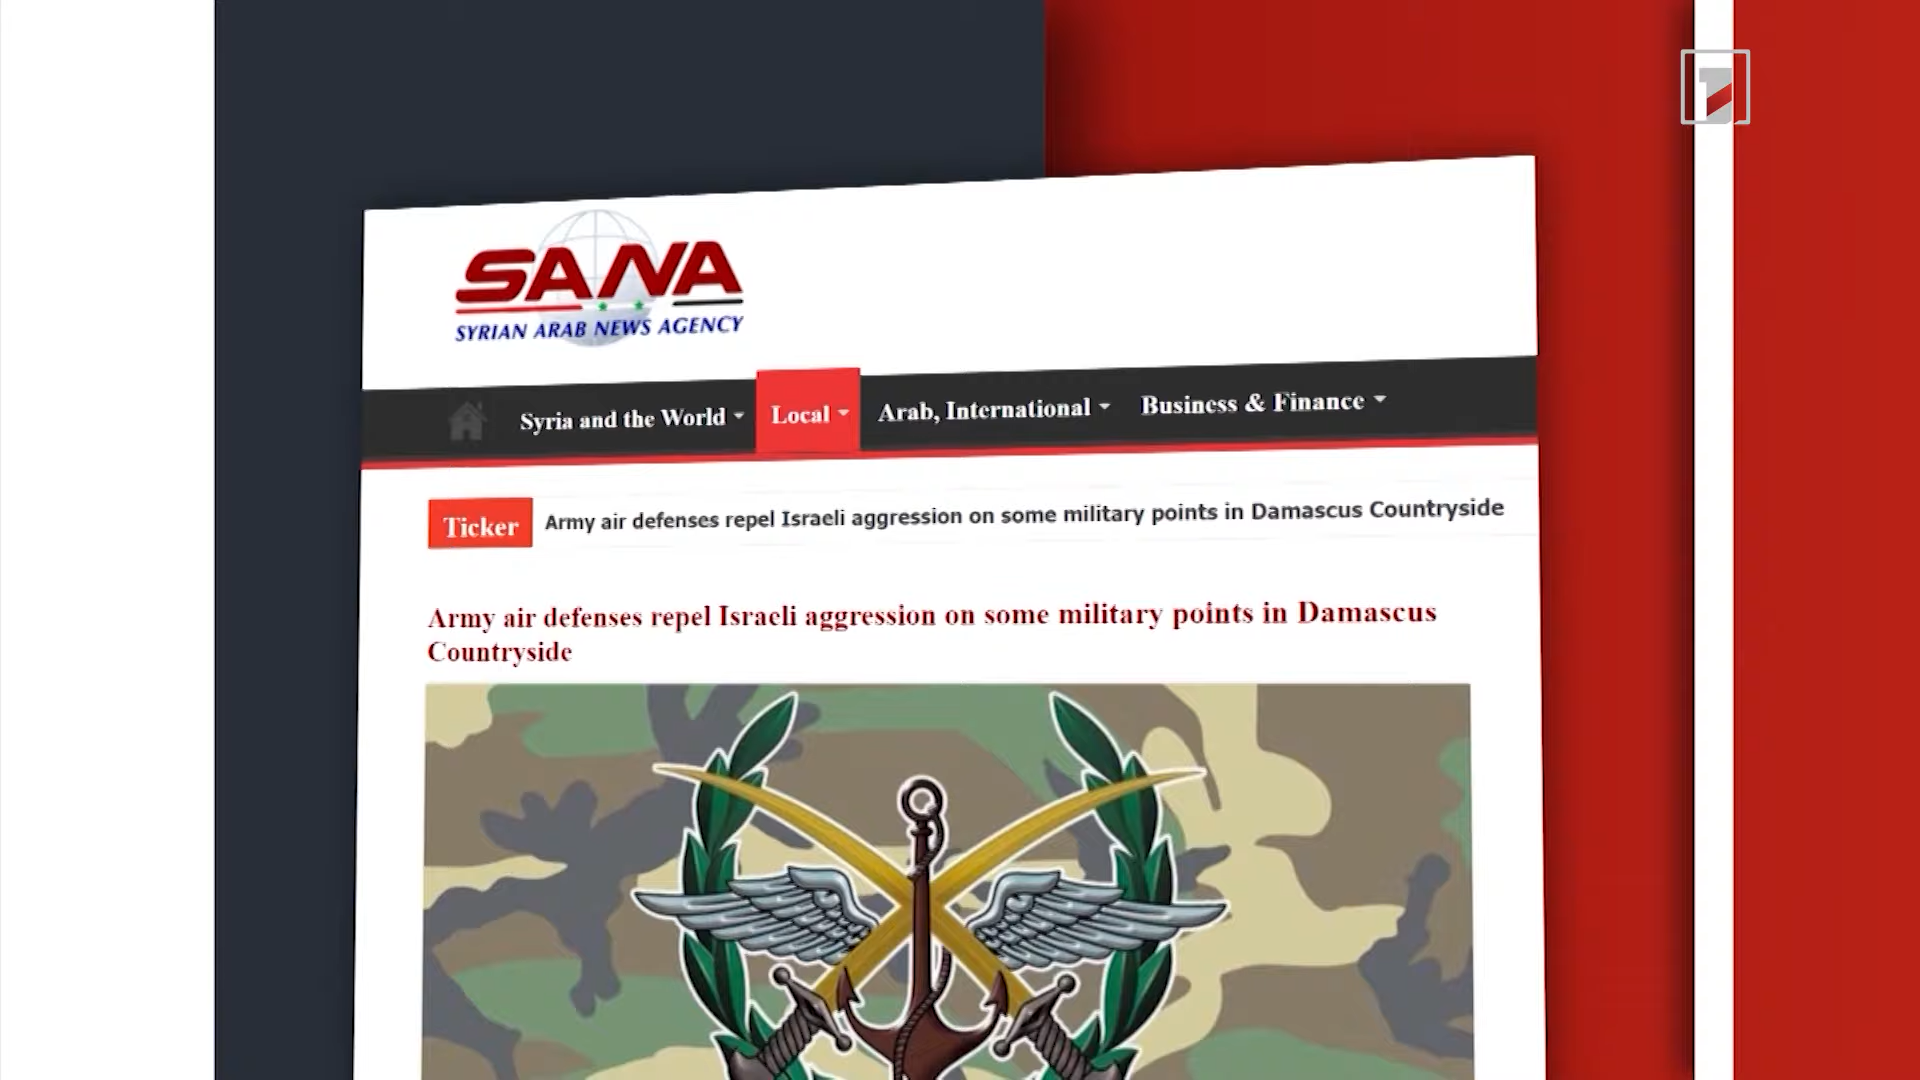 SANA
SYRIAN ARAB NEWS AGENCY
Syria and the World
Local
Arab, International
Business & Finance
Ticker
Army air defenses repel Israeli aggression on some military points in Damascus Countryside
Army air defenses repel Israeli aggression on some military points in Damascus
Countryside
1